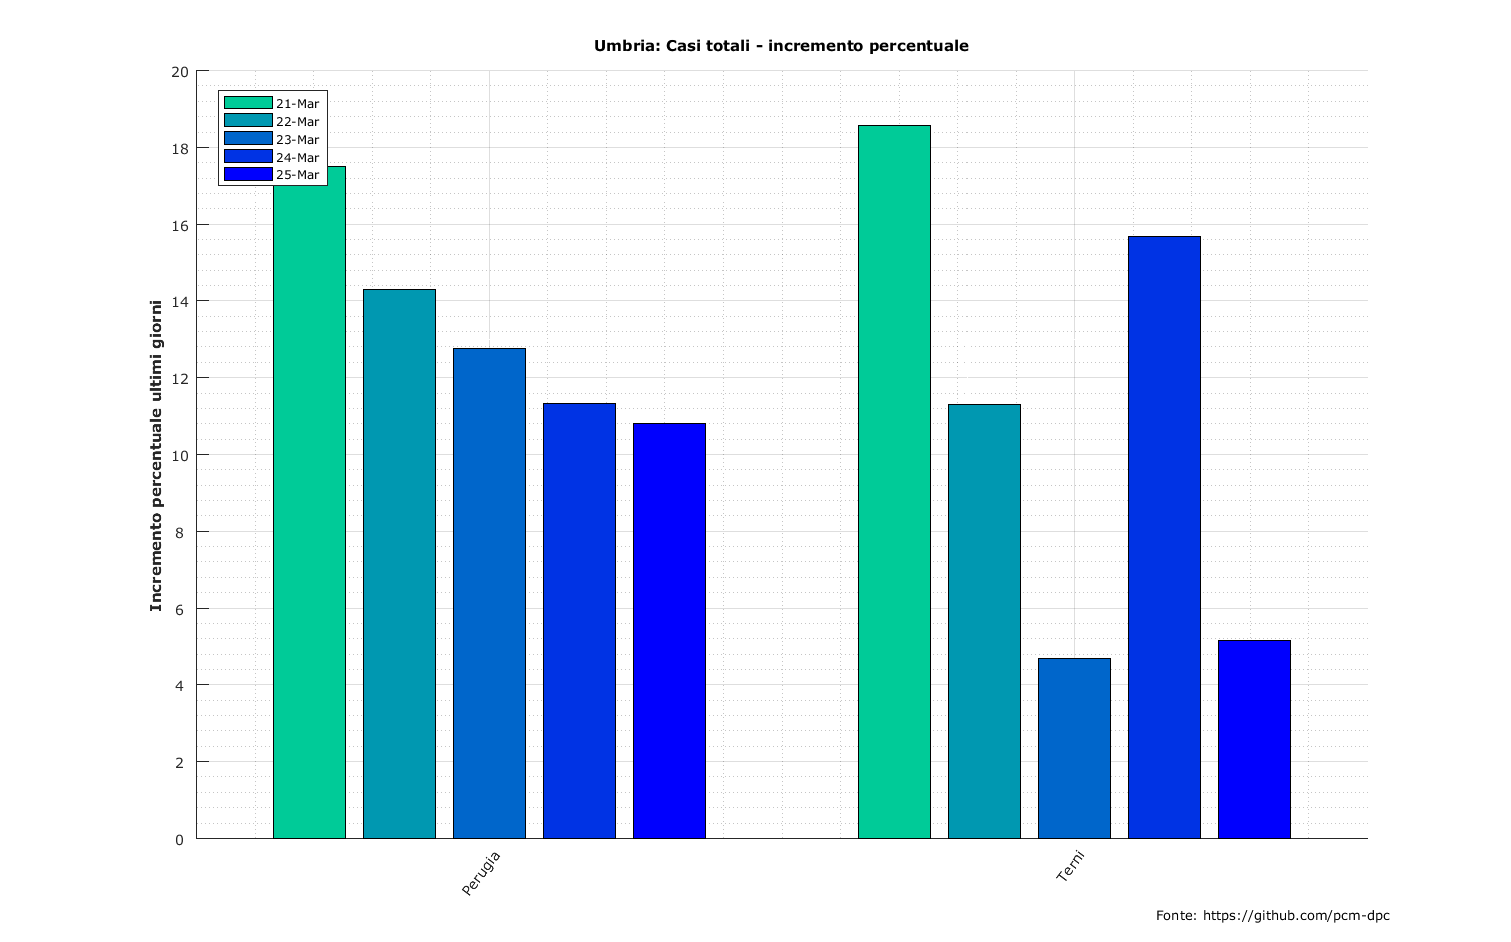 Umbria: Casi totali - incremento percentuale
Incremento percentuale ultimi giorni
20
18
16
14
12
10
8
6
4
2
0
21-Mar
22-Mar
23-Mar
24-Mar
25-Mar
Perugia
Terni
Fonte: https://github.com/pcm-dpc